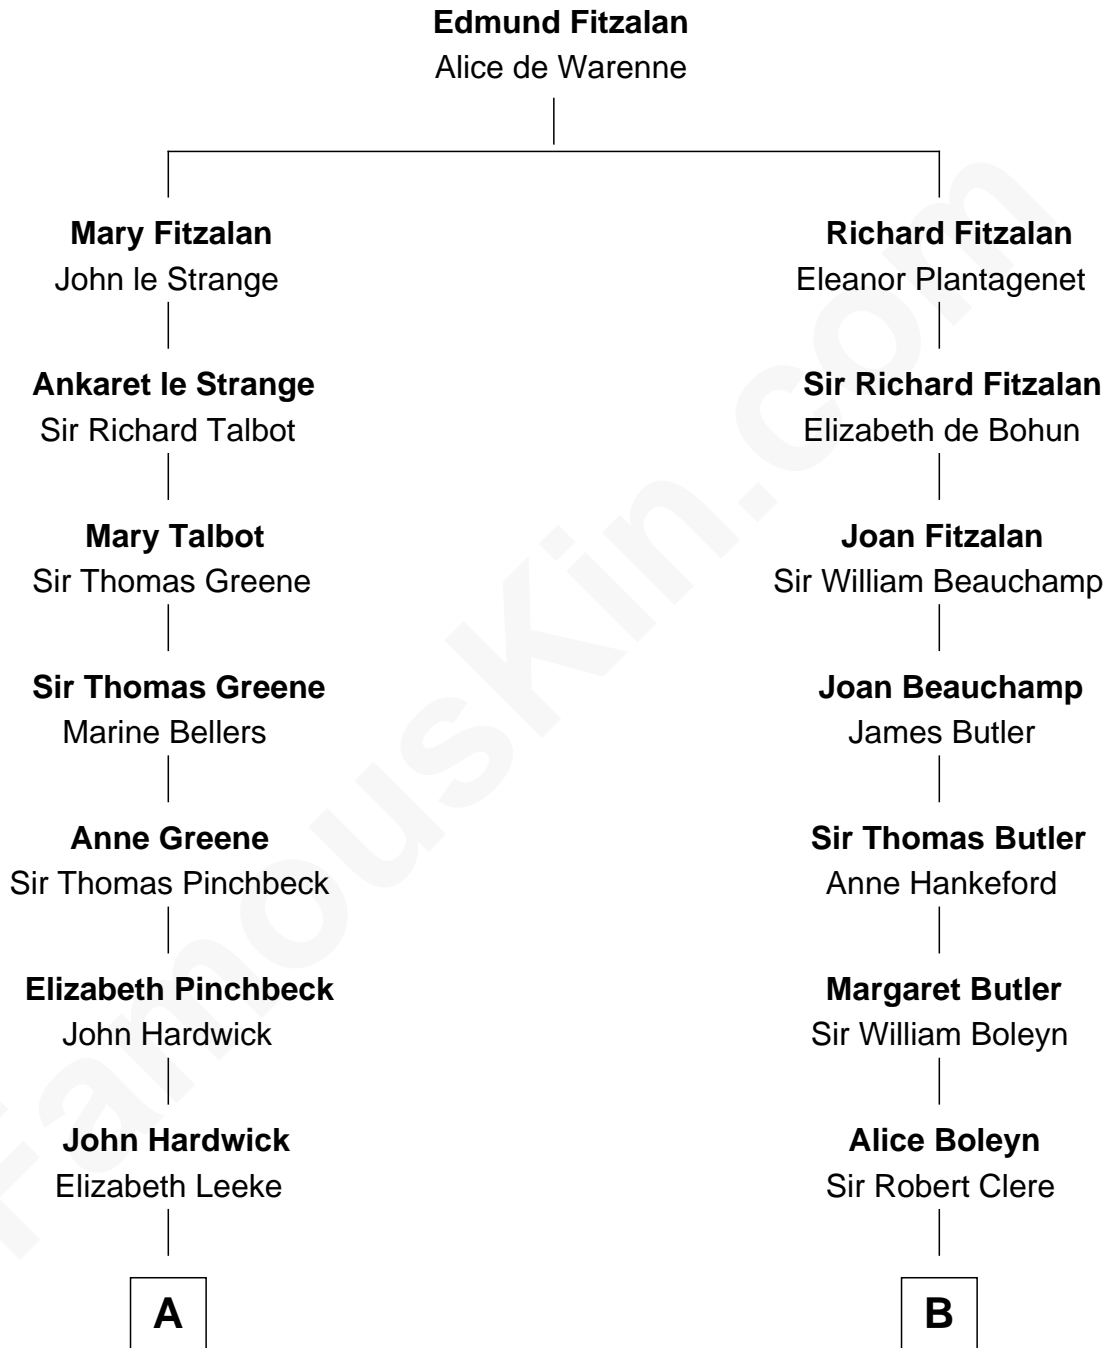 Edmund Fitzalan
Alice de Warenne
Mary Fitzalan
John le Strange
Richard Fitzalan
Eleanor Plantagenet
Ankaret le Strange
Sir Richard Talbot
Sir Richard Fitzalan
Elizabeth de Bohun
Mary Talbot
Sir Thomas Greene
Joan Fitzalan
Sir William Beauchamp
Sir Thomas Greene
Marine Bellers
Joan Beauchamp
James Butler
Anne Greene
Sir Thomas Pinchbeck
Sir Thomas Butler
Anne Hankeford
Elizabeth Pinchbeck
John Hardwick
Margaret Butler
Sir William Boleyn
John Hardwick
Elizabeth Leeke
Alice Boleyn
Sir Robert Clere
A
B
FamousKin.com